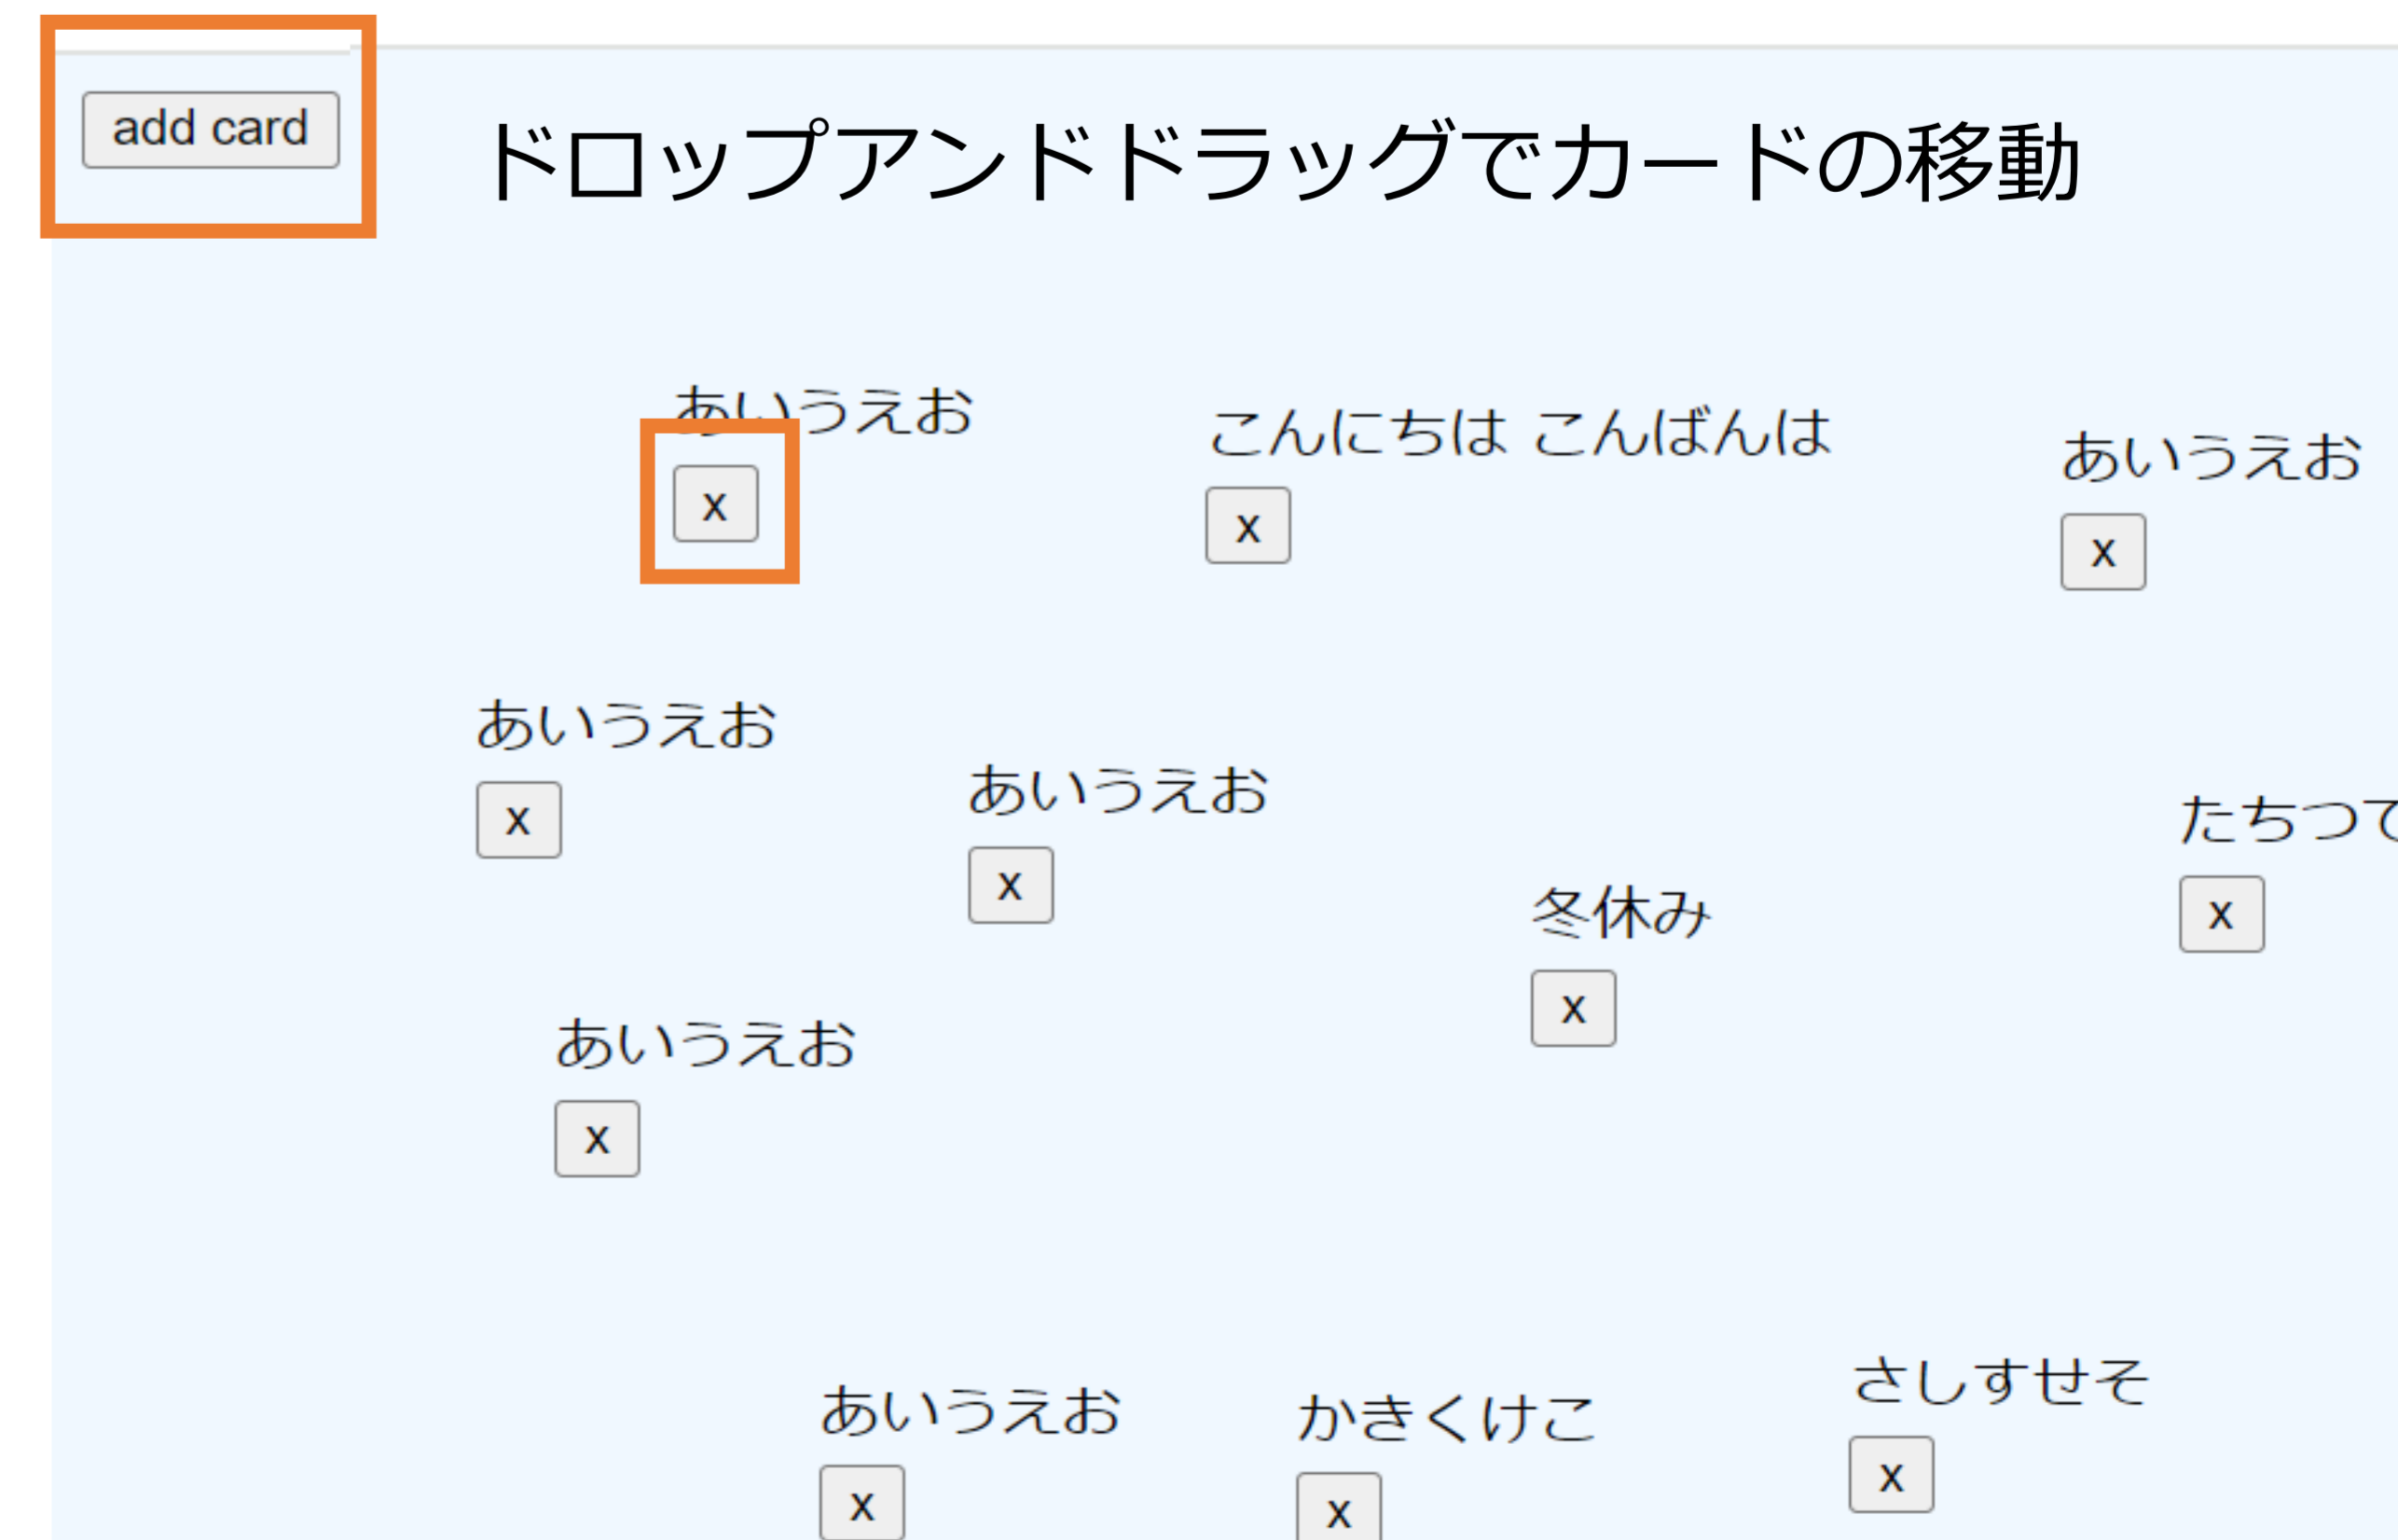 add card
ドロップアンドドラッグでカードの移動
あいうえお
x
こんにちは こんばんは
x
あいうえお
x
あいうえお
x
あいうえお
x
たちつて
x
冬休み
x
あいうえお
x
あいうえお
x
かきくけこ
x
さしすせそ
x